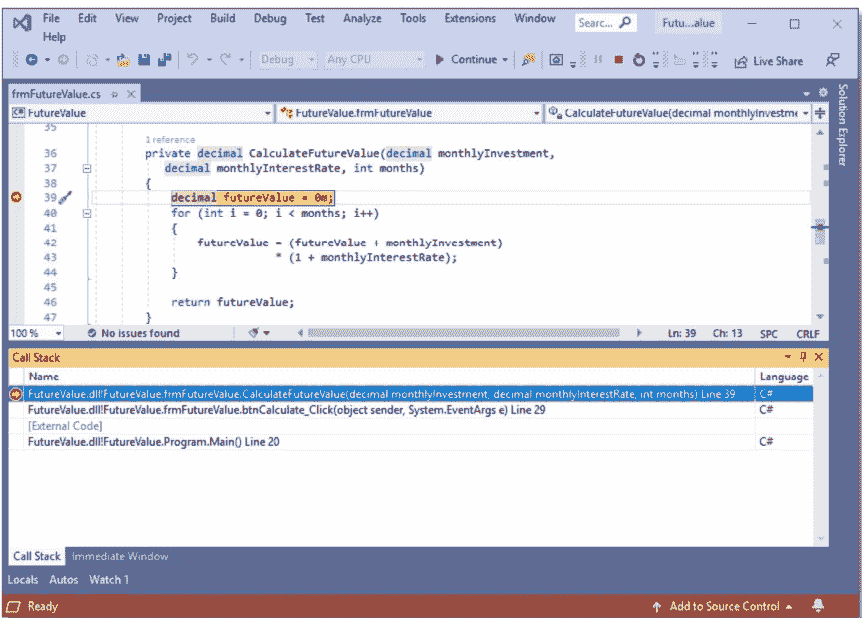 File Edit View Project Build Debug Test Analyze Tools Extensions Window Searc... Futu...alue
Help
Debug Any CPU Continue Live Share
frmFutureValue.cs
FutureValue FutureValue.frmFutureValue CalculateFutureValue(decimal monthlyInvestme
Solution Explorer
35
1 reference
36 private decimal CalculateFutureValue(decimal monthlyInvestment,
37 decimal monthlyInterestRate, int months)
38 {
39 decimal futureValue = 0m;
40 for (int i = 0; i < months; i++)
41 {
42 futureValue = (futureValue + monthlyInvestment)
43 * (1 + monthlyInterestRate);
44 }
45
46 return futureValue;
47 }
100 % No issues found Ln: 39 Ch: 13 SPC CRLF
Call Stack
Name Language
FutureValue.dll!FutureValue.frmFutureValue.CalculateFutureValue(decimal monthlyInvestment, decimal monthlyInterestRate, int months) Line 39 C#
FutureValue.dll!FutureValue.frmFutureValue.btnCalculate_Click(object sender, System.EventArgs e) Line 29 C#
[External Code]
FutureValue.dll!FutureValue.Program.Main() Line 20 C#
Call Stack Immediate Window
Locals Autos Watch 1
Ready Add to Source Control